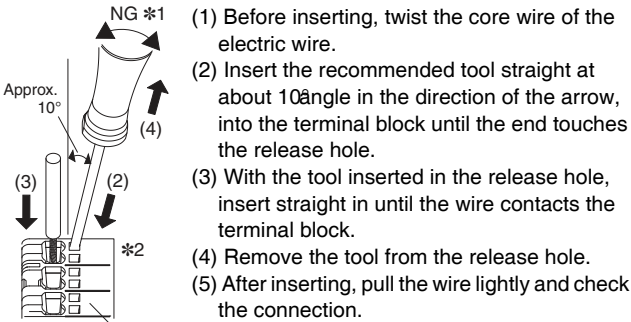 NG ✻1
Approx.
10°
(4)
(3)
(2)
✻2
(1) Before inserting, twist the core wire of the
electric wire.
(2) Insert the recommended tool straight at
about 10ângle in the direction of the arrow,
into the terminal block until the end touches
the release hole.
(3) With the tool inserted in the release hole,
insert straight in until the wire contacts the
terminal block.
(4) Remove the tool from the release hole.
(5) After inserting, pull the wire lightly and check
the connection.